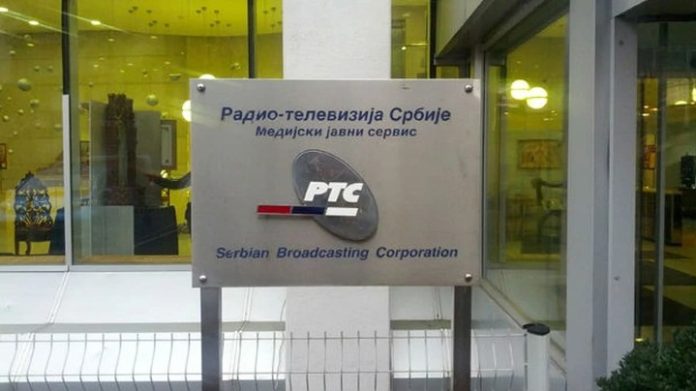 Радио-телевизија Србије
Медијски јавни сервис
РТС
Serbian Broadcasting Corporation